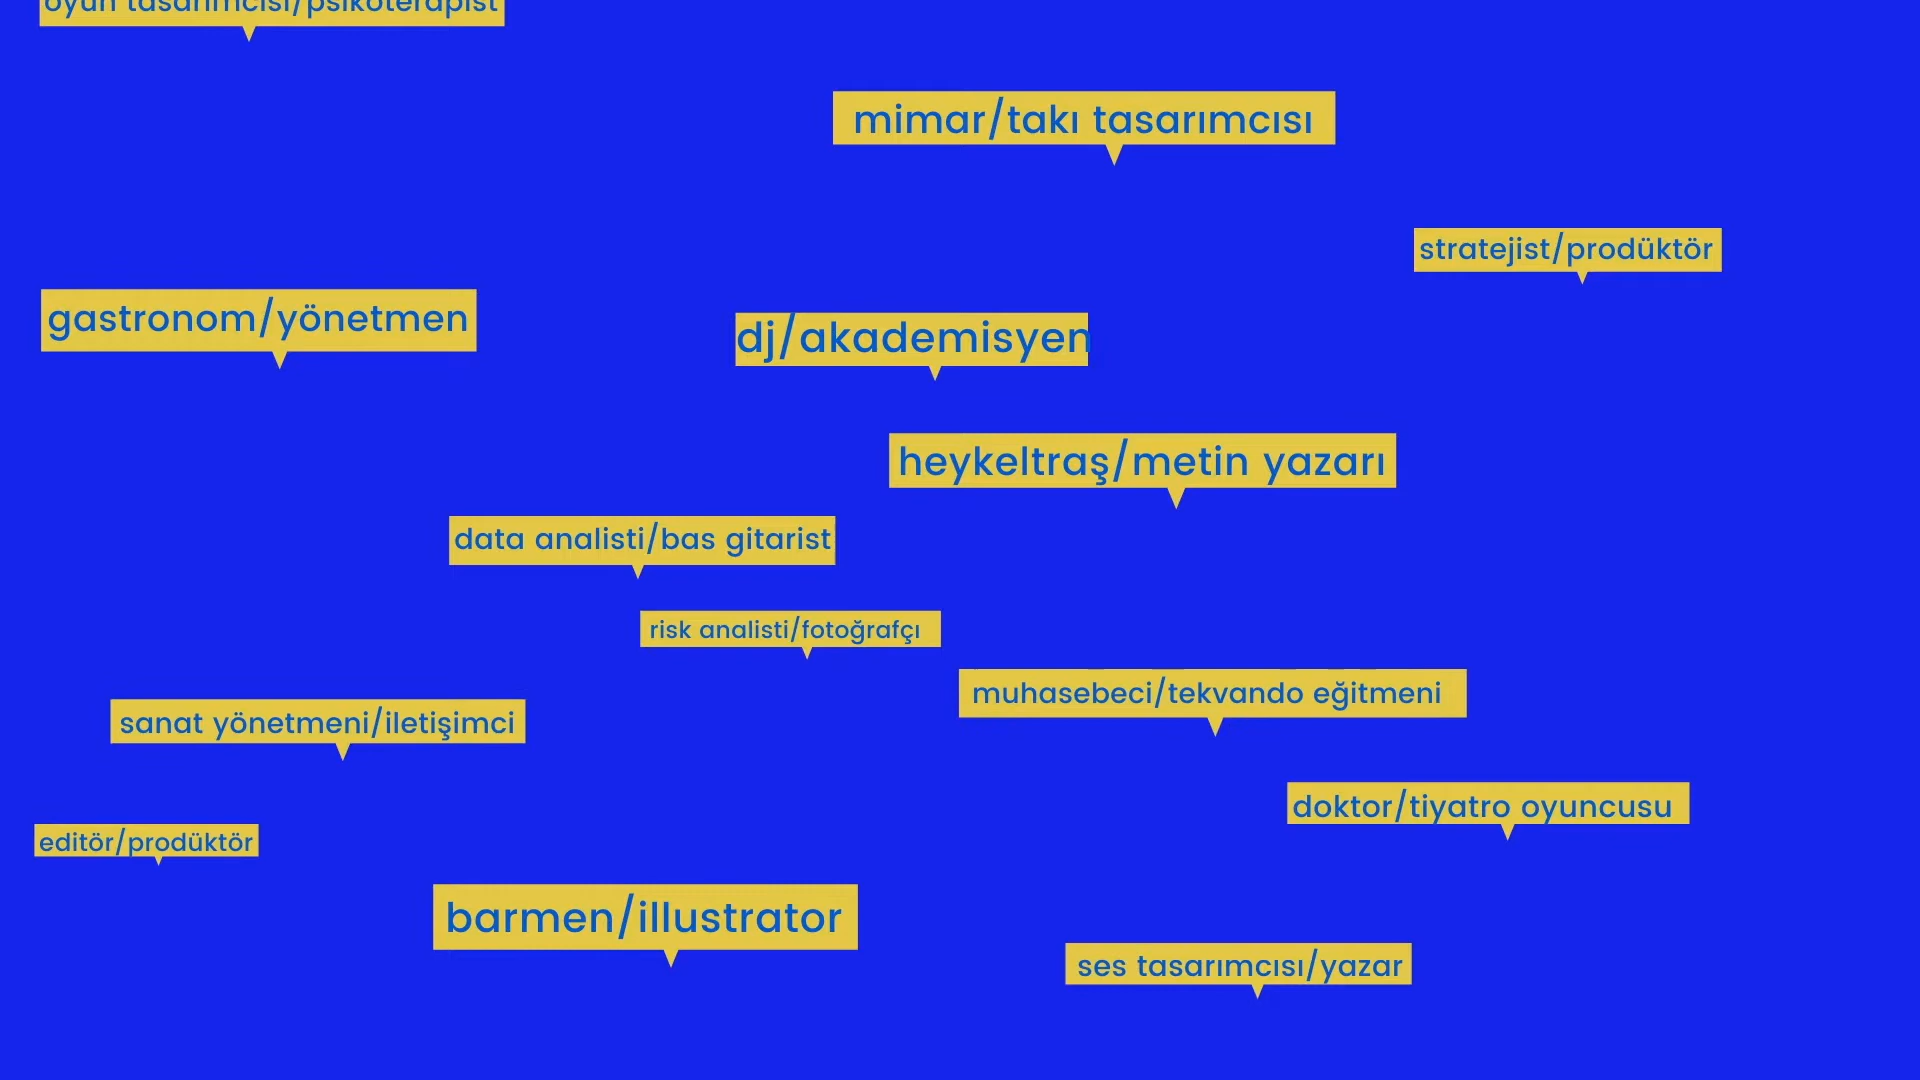 oyun tasarımcısı/psikoterapist
mimar/takı tasarımcısı
stratejist/prodüktör
gastronom/yönetmen
dj/akademisyen
heykeltraş/metin yazarı
data analisti/bas gitarist
risk analisti/fotoğrafçı
muhasebeci/tekvando eğitmeni
sanat yönetmeni/iletişimci
doktor/tiyatro oyuncusu
editör/prodüktör
barmen/illustrator
ses tasarımcısı/yazar